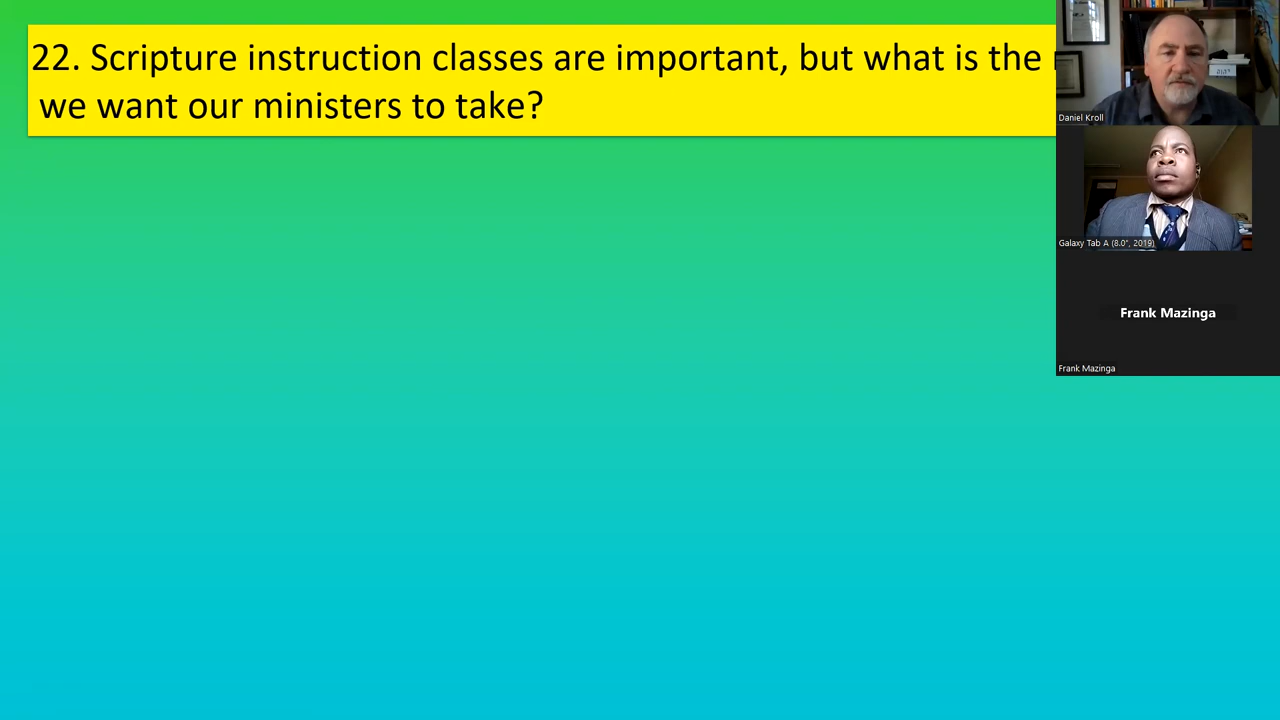 22. Scripture instruction classes are important, but what is the
we want our ministers to take?
Daniel Kroll
Galaxy Tab A (8.0", 2019)
Frank Mazinga
Frank Mazinga